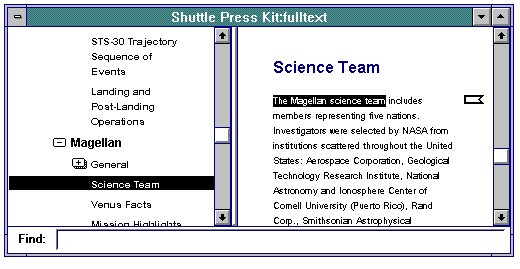 Shuttle Press Kit:fulltext
STS-30 Trajectory
Sequence of
Events
Landing and
Post-Landing
Operations
Magellan
General
Science Team
Venus Facts
Mission Highlights
Science Team
The Magellan science team includes
members representing five nations.
Investigators were selected by NASA from
institutions scattered throughout the United
States: Aerospace Corporation, Geological
Technology Research Institute, National
Astronomy and Ionosphere Center of
Cornell University (Puerto Rico), Rand
Corp., Smithsonian Astrophysical
Find: